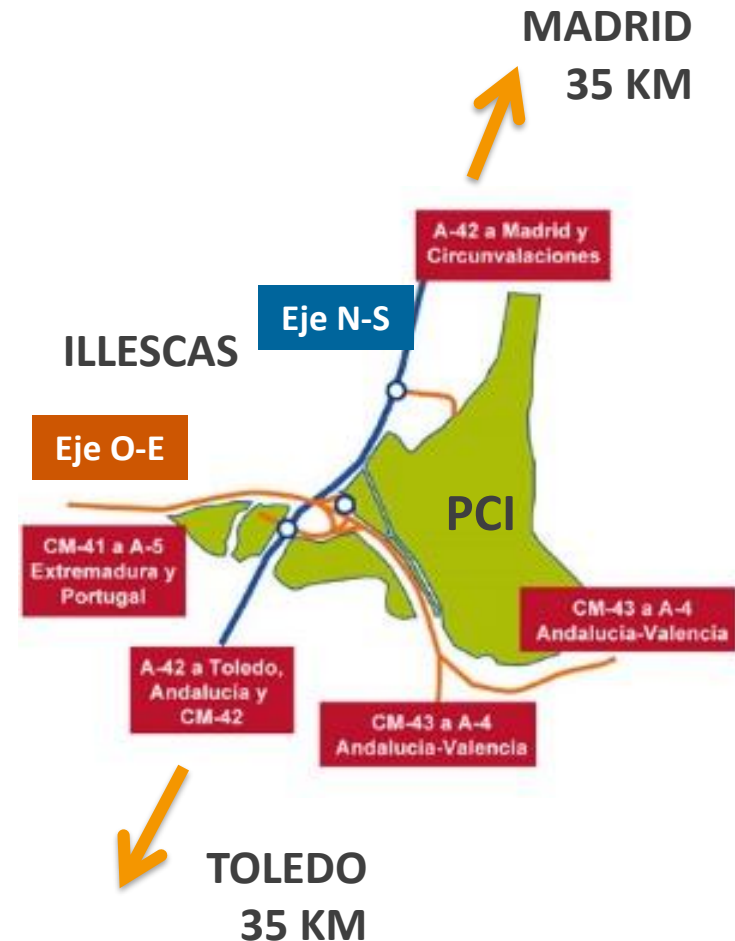 MADRID
35 KM
A-42 a Madrid y
Circunvalaciones
Eje N-S
ILLESCAS
Eje O-E
PCI
CM-41 a A-5
Extremadura y
Portugal
CM-43 a A-4
Andalucia-Valencia
A-42 a Toledo,
Andalucía y
CM-42
CM-43 a A-4
Andalucia-Valencia
TOLEDO
35 KM